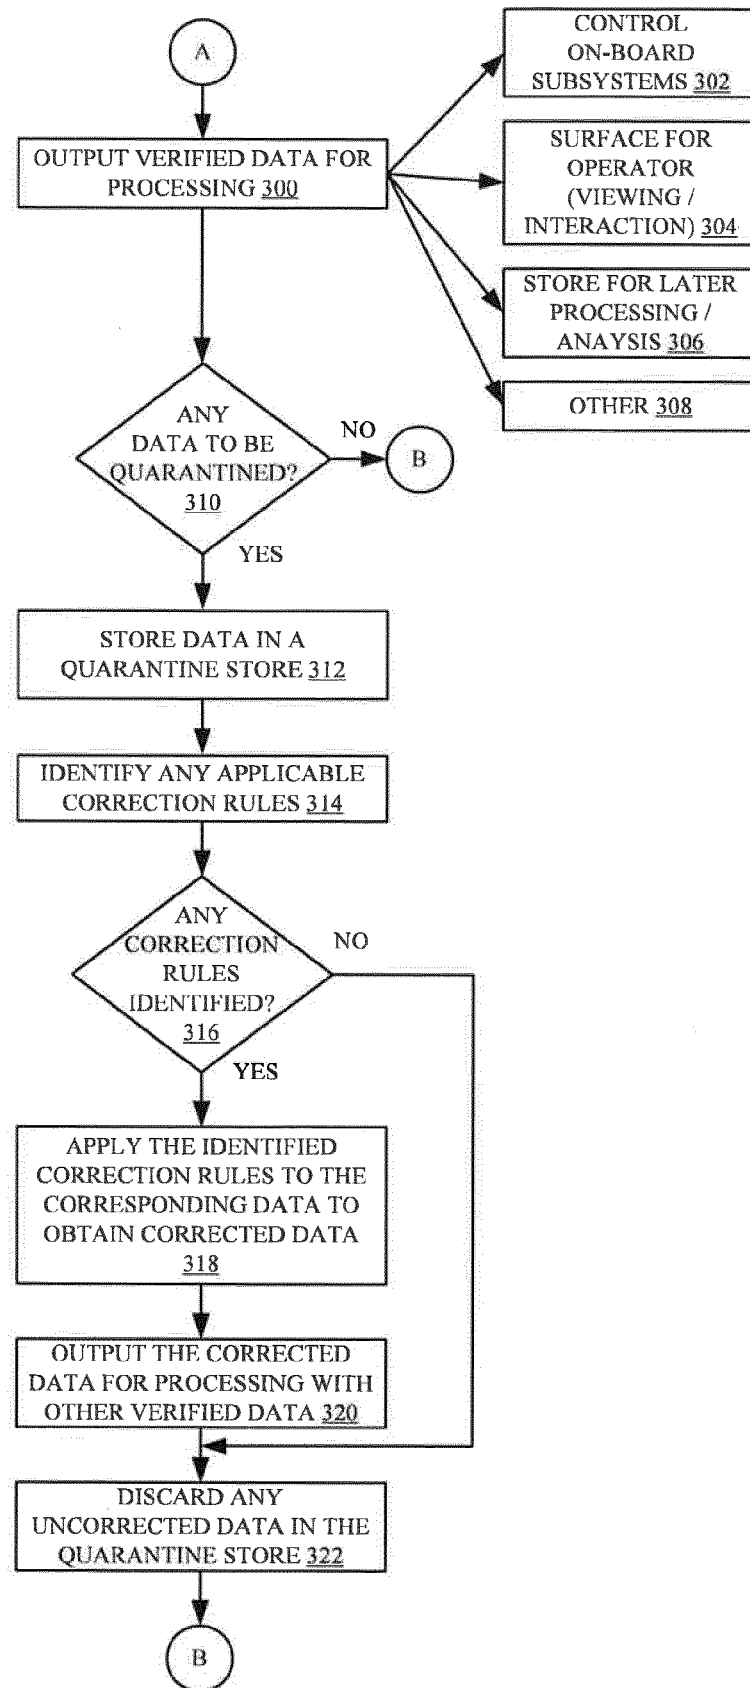 A
CONTROL
ON-BOARD
SUBSYSTEMS 302
OUTPUT VERIFIED DATA FOR
PROCESSING 300
SURFACE FOR
OPERATOR
(VIEWING /
INTERACTION) 304
STORE FOR LATER
PROCESSING /
ANAYSIS 306
OTHER 308
ANY
DATA TO BE
QUARANTINED?
310
NO
B
YES
STORE DATA IN A
QUARANTINE STORE 312
IDENTIFY ANY APPLICABLE
CORRECTION RULES 314
ANY
CORRECTION
RULES
IDENTIFIED?
316
NO
YES
APPLY THE IDENTIFIED
CORRECTION RULES TO THE
CORRESPONDING DATA TO
OBTAIN CORRECTED DATA
318
OUTPUT THE CORRECTED
DATA FOR PROCESSING WITH
OTHER VERIFIED DATA 320
DISCARD ANY
UNCORRECTED DATA IN THE
QUARANTINE STORE 322
B